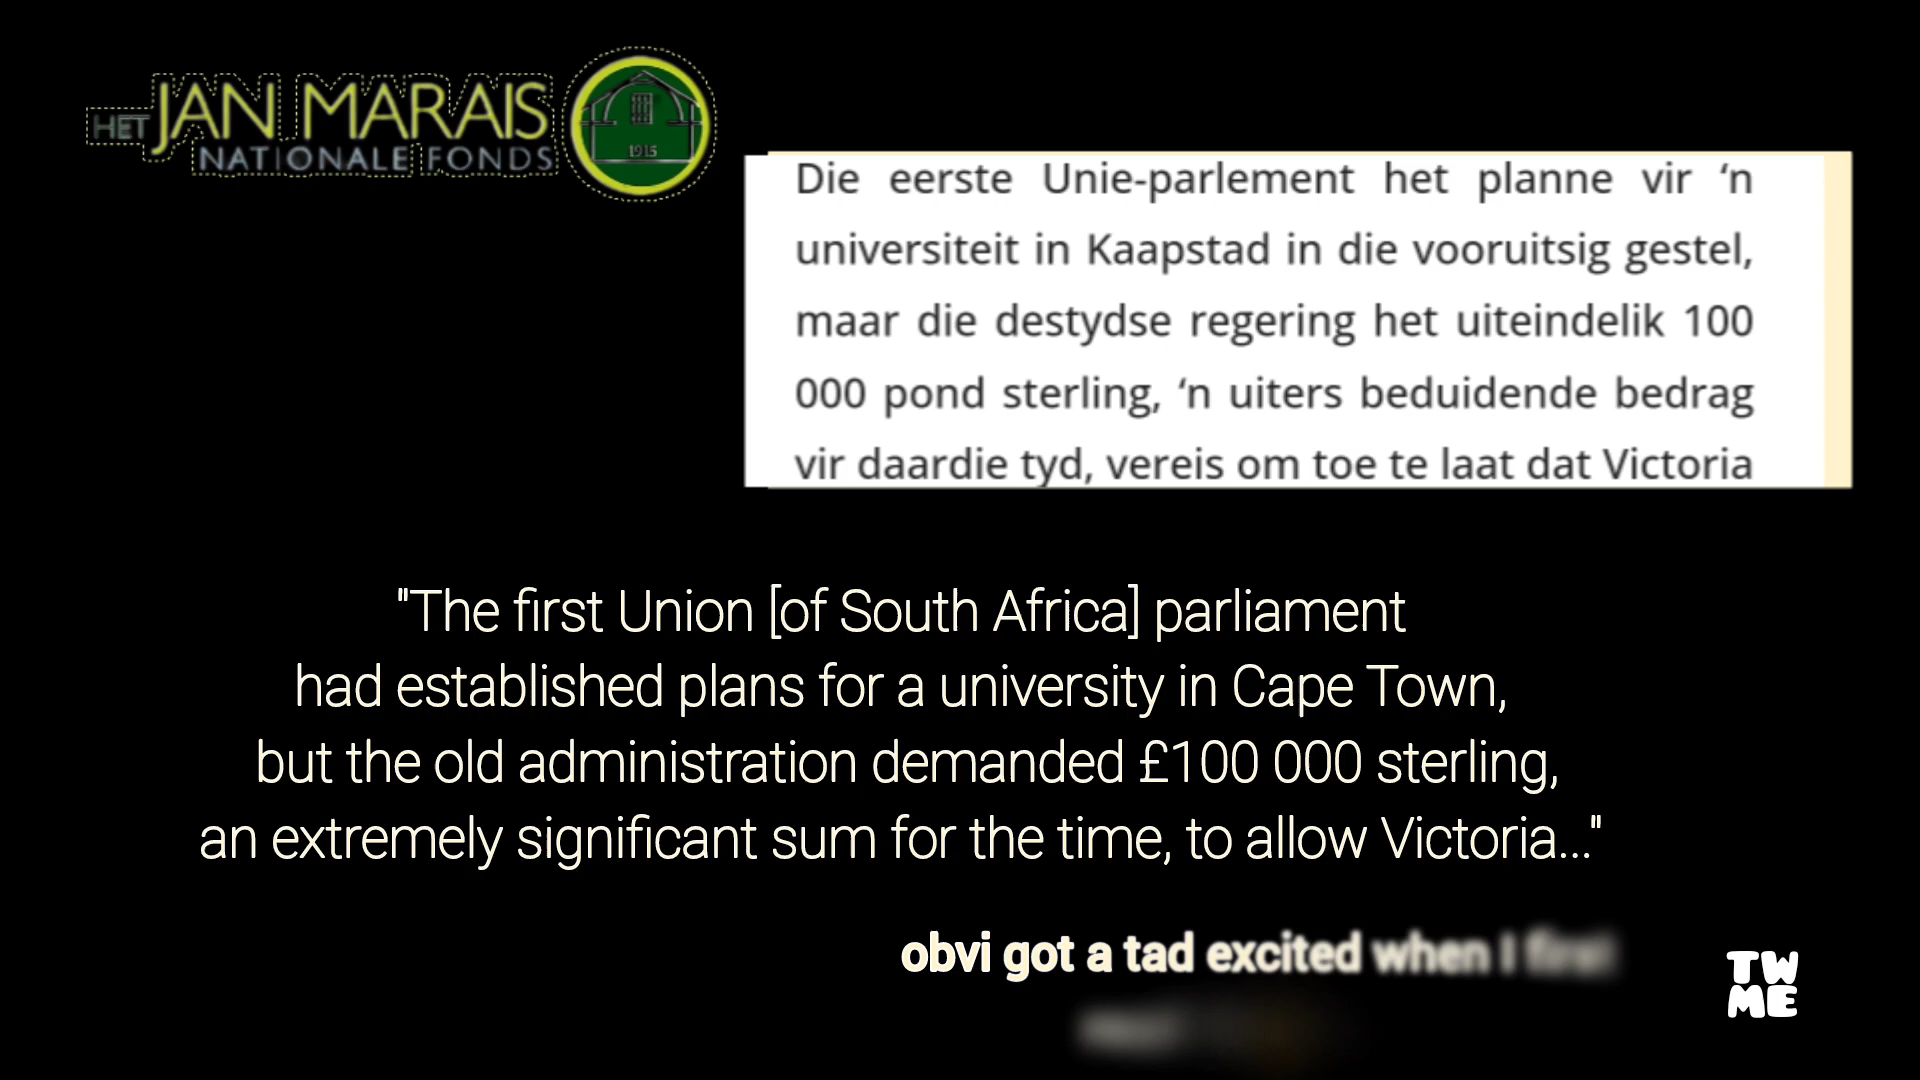 HET JAN MARAIS
NATIONALE FONDS
1915
Die eerste Unie-parlement het planne vir ‘n
universiteit in Kaapstad in die vooruitsig gestel,
maar die destydse regering het uiteindelik 100
000 pond sterling, ‘n uiters beduidende bedrag
vir daardie tyd, vereis om toe te laat dat Victoria
"The first Union [of South Africa] parliament
had established plans for a university in Cape Town,
but the old administration demanded £100 000 sterling,
an extremely significant sum for the time, to allow Victoria..."
obvi got a tad excited when I first
TW
ME